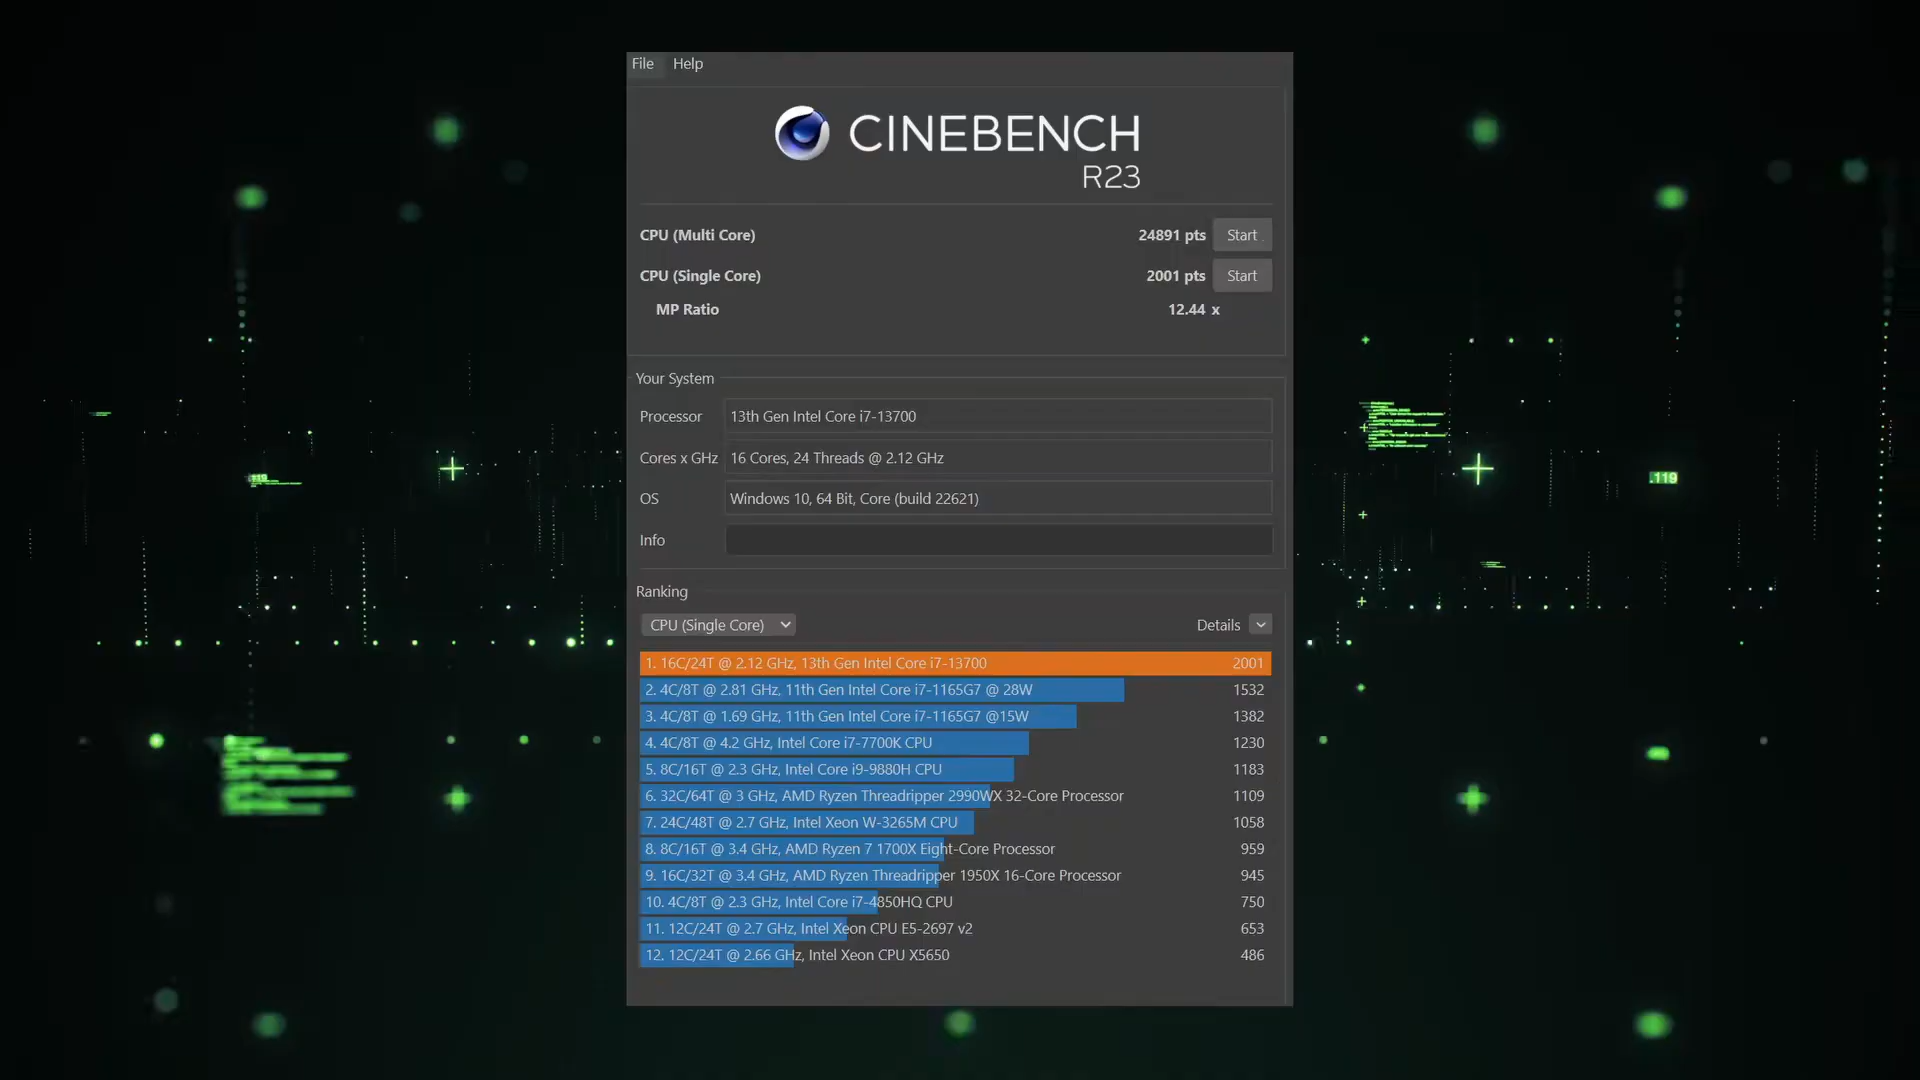 File Help
CINEBENCH
R23
CPU (Multi Core) 24891 pts Start
CPU (Single Core) 2001 pts Start
MP Ratio 12.44 x
Your System
Processor 13th Gen Intel Core i7-13700
Cores x GHz 16 Cores, 24 Threads @ 2.12 GHz
OS Windows 10, 64 Bit, Core (build 22621)
Info
Ranking
CPU (Single Core) Details
1. 16C/24T @ 2.12 GHz, 13th Gen Intel Core i7-13700 2001
2. 4C/8T @ 2.81 GHz, 11th Gen Intel Core i7-1165G7 @ 28W 1532
3. 4C/8T @ 1.69 GHz, 11th Gen Intel Core i7-1165G7 @15W 1382
4. 4C/8T @ 4.2 GHz, Intel Core i7-7700K CPU 1230
5. 8C/16T @ 2.3 GHz, Intel Core i9-9880H CPU 1183
6. 32C/64T @ 3 GHz, AMD Ryzen Threadripper 2990WX 32-Core Processor 1109
7. 24C/48T @ 2.7 GHz, Intel Xeon W-3265M CPU 1058
8. 8C/16T @ 3.4 GHz, AMD Ryzen 7 1700X Eight-Core Processor 959
9. 16C/32T @ 3.4 GHz, AMD Ryzen Threadripper 1950X 16-Core Processor 945
10. 4C/8T @ 2.3 GHz, Intel Core i7-4850HQ CPU 750
11. 12C/24T @ 2.7 GHz, Intel Xeon CPU E5-2697 v2 653
12. 12C/24T @ 2.66 GHz, Intel Xeon CPU X5650 486
.119